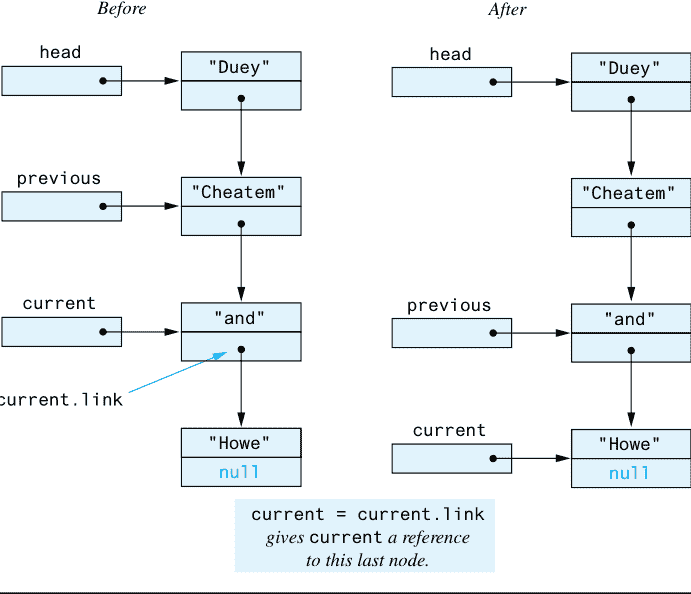 Before
head
"Duey"
previous
"Cheatem"
current
"and"
current.link
"Howe"
null
After
head
"Duey"
"Cheatem"
previous
"and"
current
"Howe"
null
current = current.link
gives current a reference
to this last node.